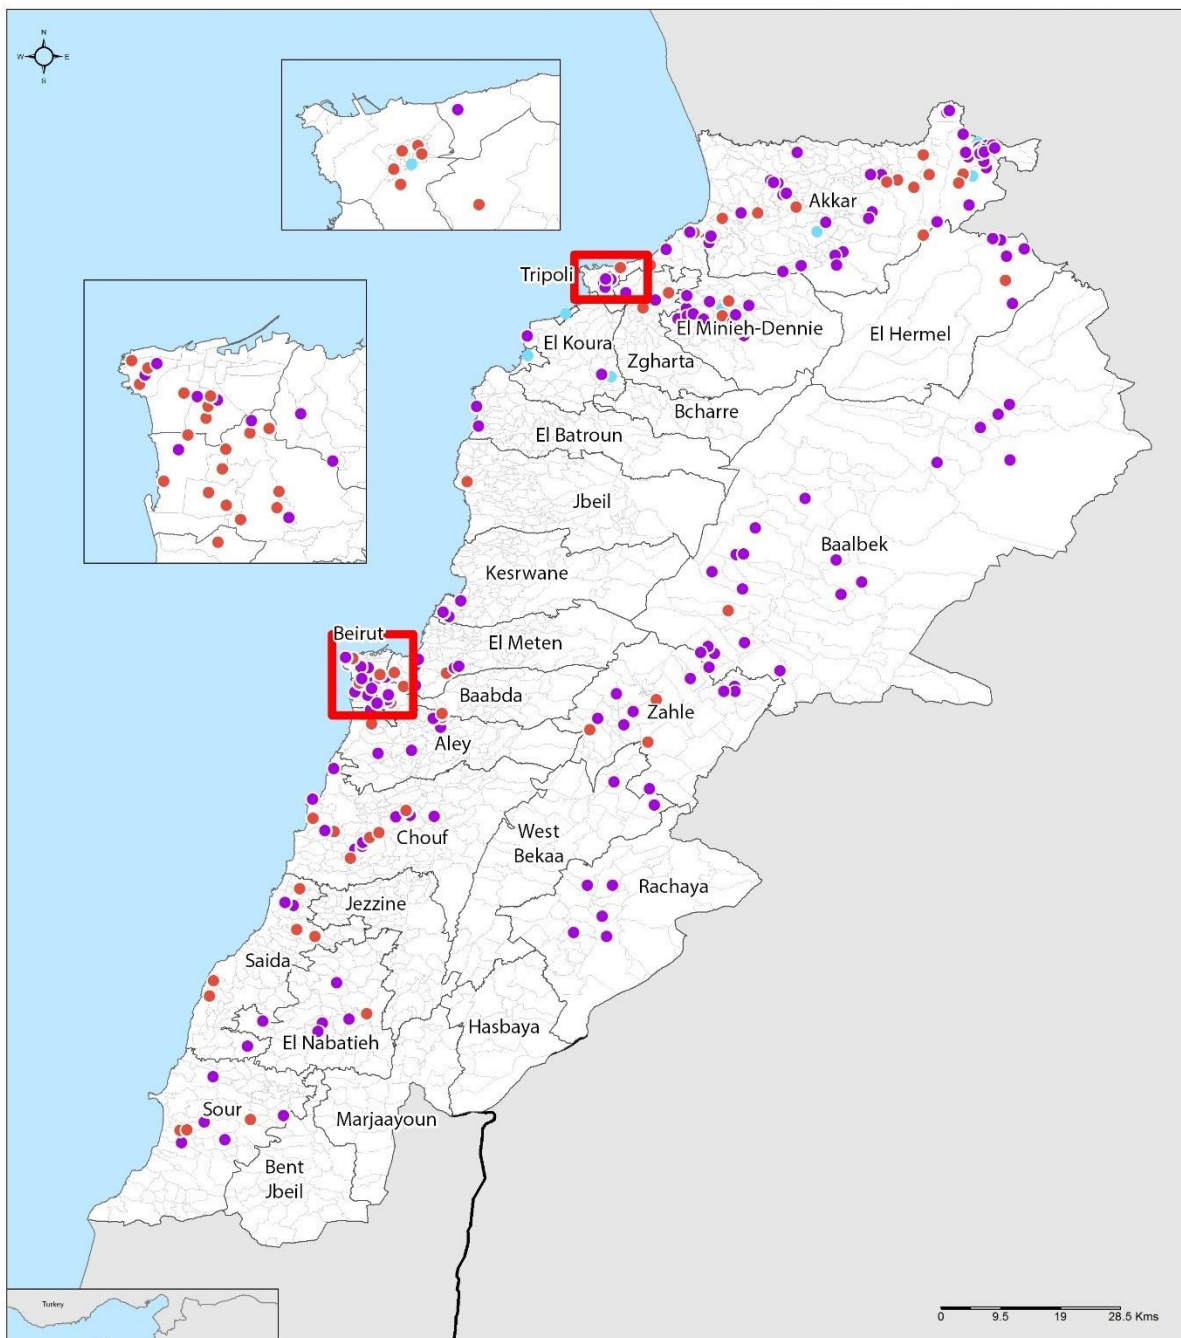 N
W E
S
Akkar
Tripoli
El Minieh-Dennie
El Hermel
El Koura
Zgharta
Bcharre
El Batroun
Jbeil
Baalbek
Kesrwane
Beirut
El Meten
Baabda
Zahle
Aley
Chouf
West
Bekaa
Rachaya
Jezzine
Saida
Hasbaya
El Nabatieh
Sour
Marjaayoun
Bent
Jbeil
Turkey
0 9.5 19 28.5 Kms